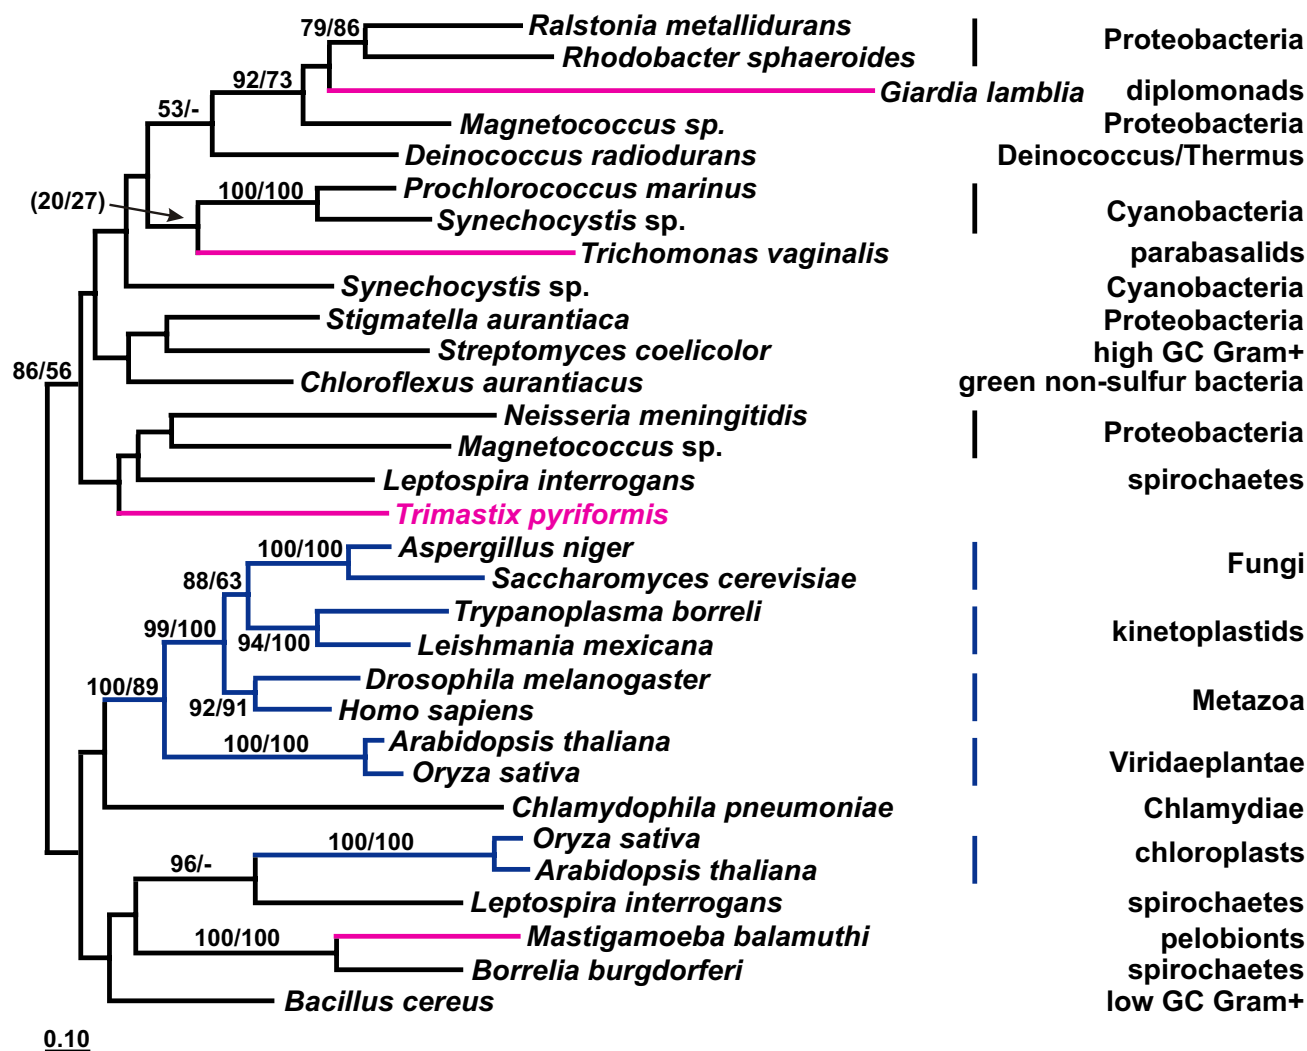 79/86
Ralstonia metallidurans
Proteobacteria
Rhodobacter sphaeroides
92/73
Giardia lamblia
diplomonads
53/-
Magnetococcus sp.
Proteobacteria
Deinococcus radiodurans
Deinococcus/Thermus
100/100
Prochlorococcus marinus
(20/27)
Cyanobacteria
Synechocystis sp.
Trichomonas vaginalis
parabasalids
Synechocystis sp.
Cyanobacteria
Stigmatella aurantiaca
Proteobacteria
Streptomyces coelicolor
high GC Gram+
86/56
Chloroflexus aurantiacus
green non-sulfur bacteria
Neisseria meningitidis
Proteobacteria
Magnetococcus sp.
Leptospira interrogans
spirochaetes
Trimastix pyriformis
100/100
Aspergillus niger
Fungi
88/63
Saccharomyces cerevisiae
Trypanoplasma borreli
99/100
kinetoplastids
94/100
Leishmania mexicana
100/89
Drosophila melanogaster
Metazoa
92/91
Homo sapiens
100/100
Arabidopsis thaliana
Viridaeplantae
Oryza sativa
Chlamydophila pneumoniae
Chlamydiae
100/100
Oryza sativa
chloroplasts
96/-
Arabidopsis thaliana
Leptospira interrogans
spirochaetes
100/100
Mastigamoeba balamuthi
pelobionts
Borrelia burgdorferi
spirochaetes
Bacillus cereus
low GC Gram+
0.10